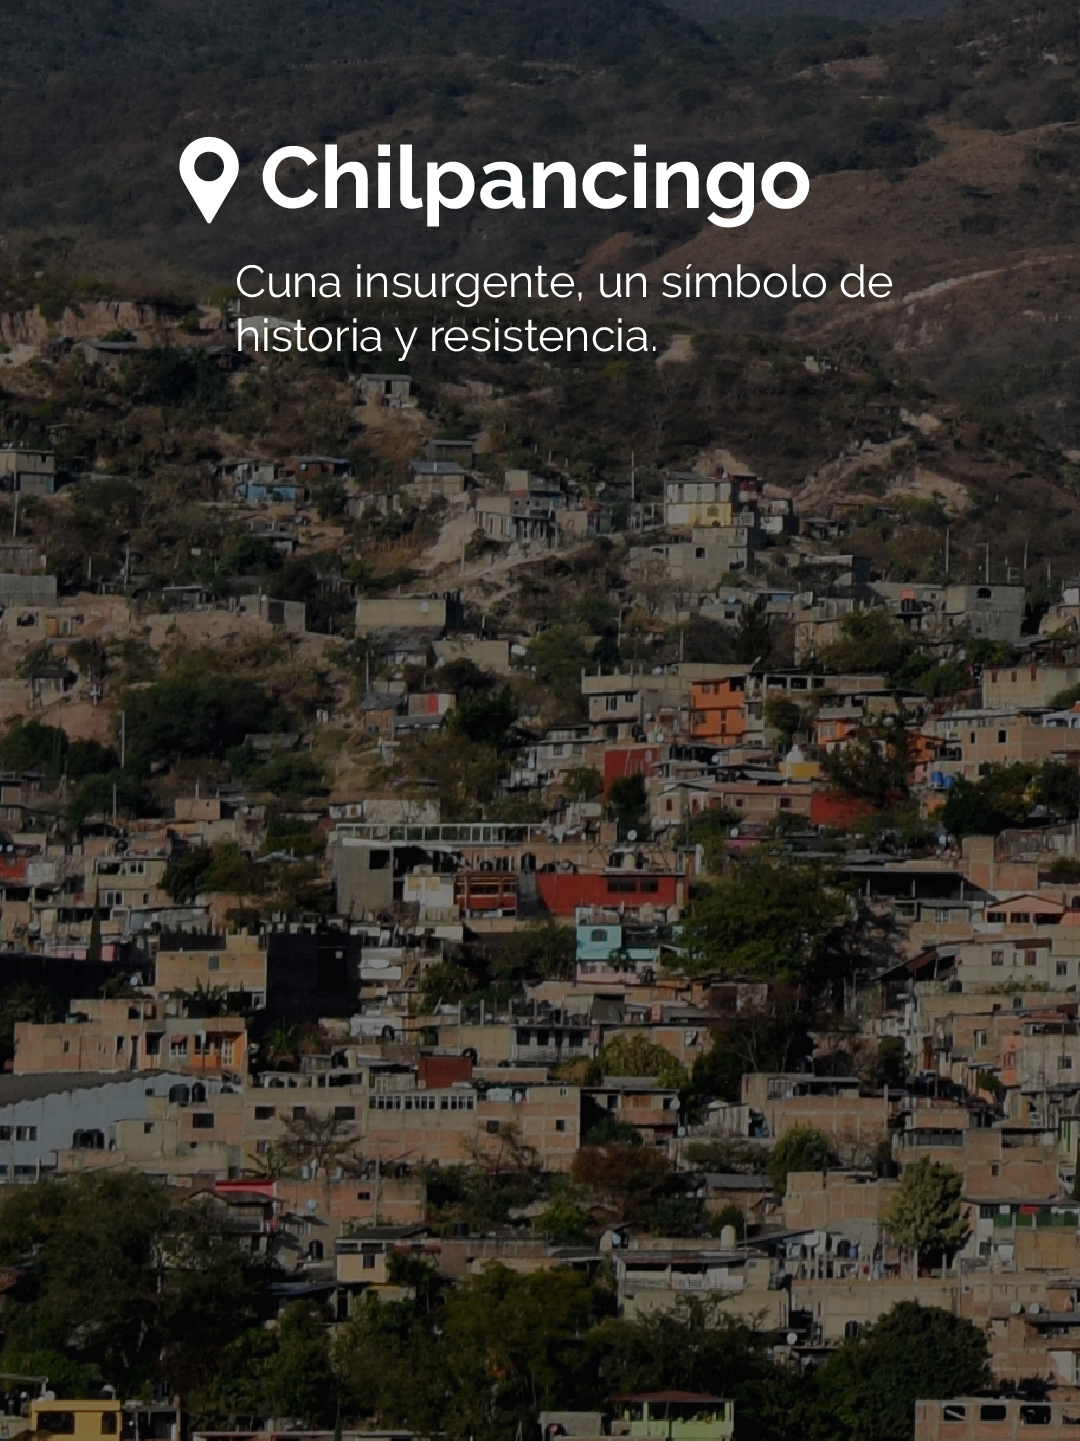 Chilpancingo
Cuna insurgente, un símbolo de
historia y resistencia.